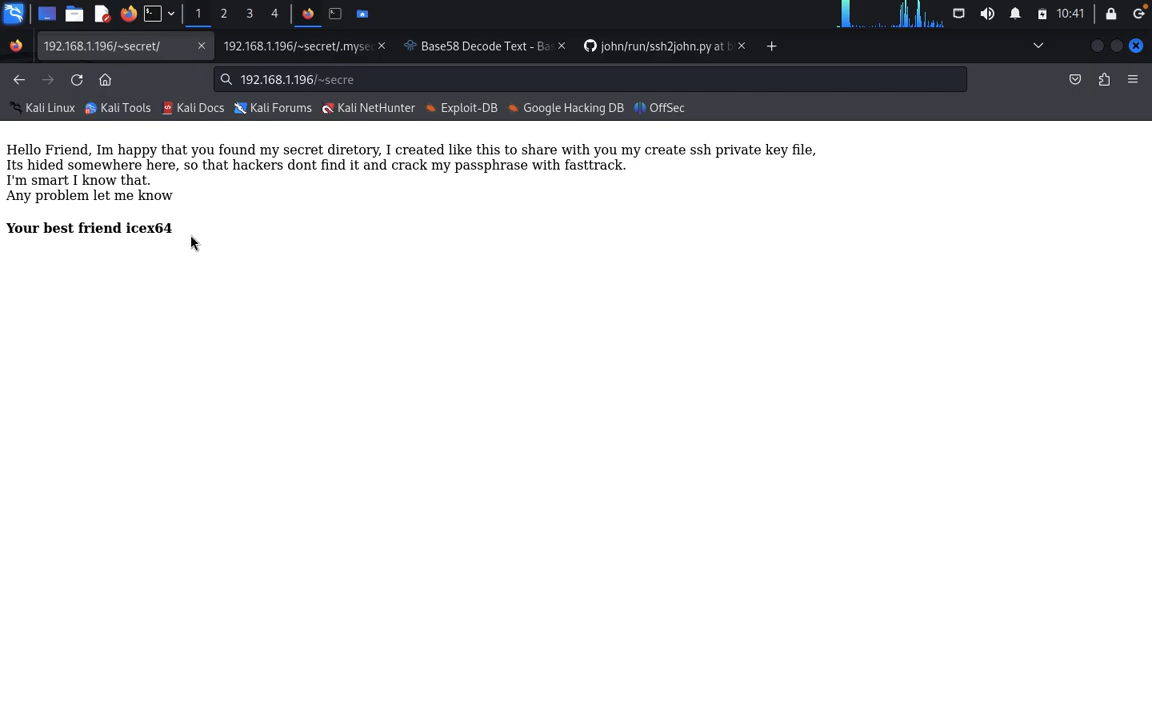 1 2 3 4 10:41
192.168.1.196/~secret/ 192.168.1.196/~secret/.myse Base58 Decode Text - Ba john/run/ssh2john.py at b
192.168.1.196/~secre
Kali Linux Kali Tools Kali Docs Kali Forums Kali NetHunter Exploit-DB Google Hacking DB OffSec
Hello Friend, Im happy that you found my secret diretory, I created like this to share with you my create ssh private key file,
Its hided somewhere here, so that hackers dont find it and crack my passphrase with fasttrack.
I'm smart I know that.
Any problem let me know
Your best friend icex64